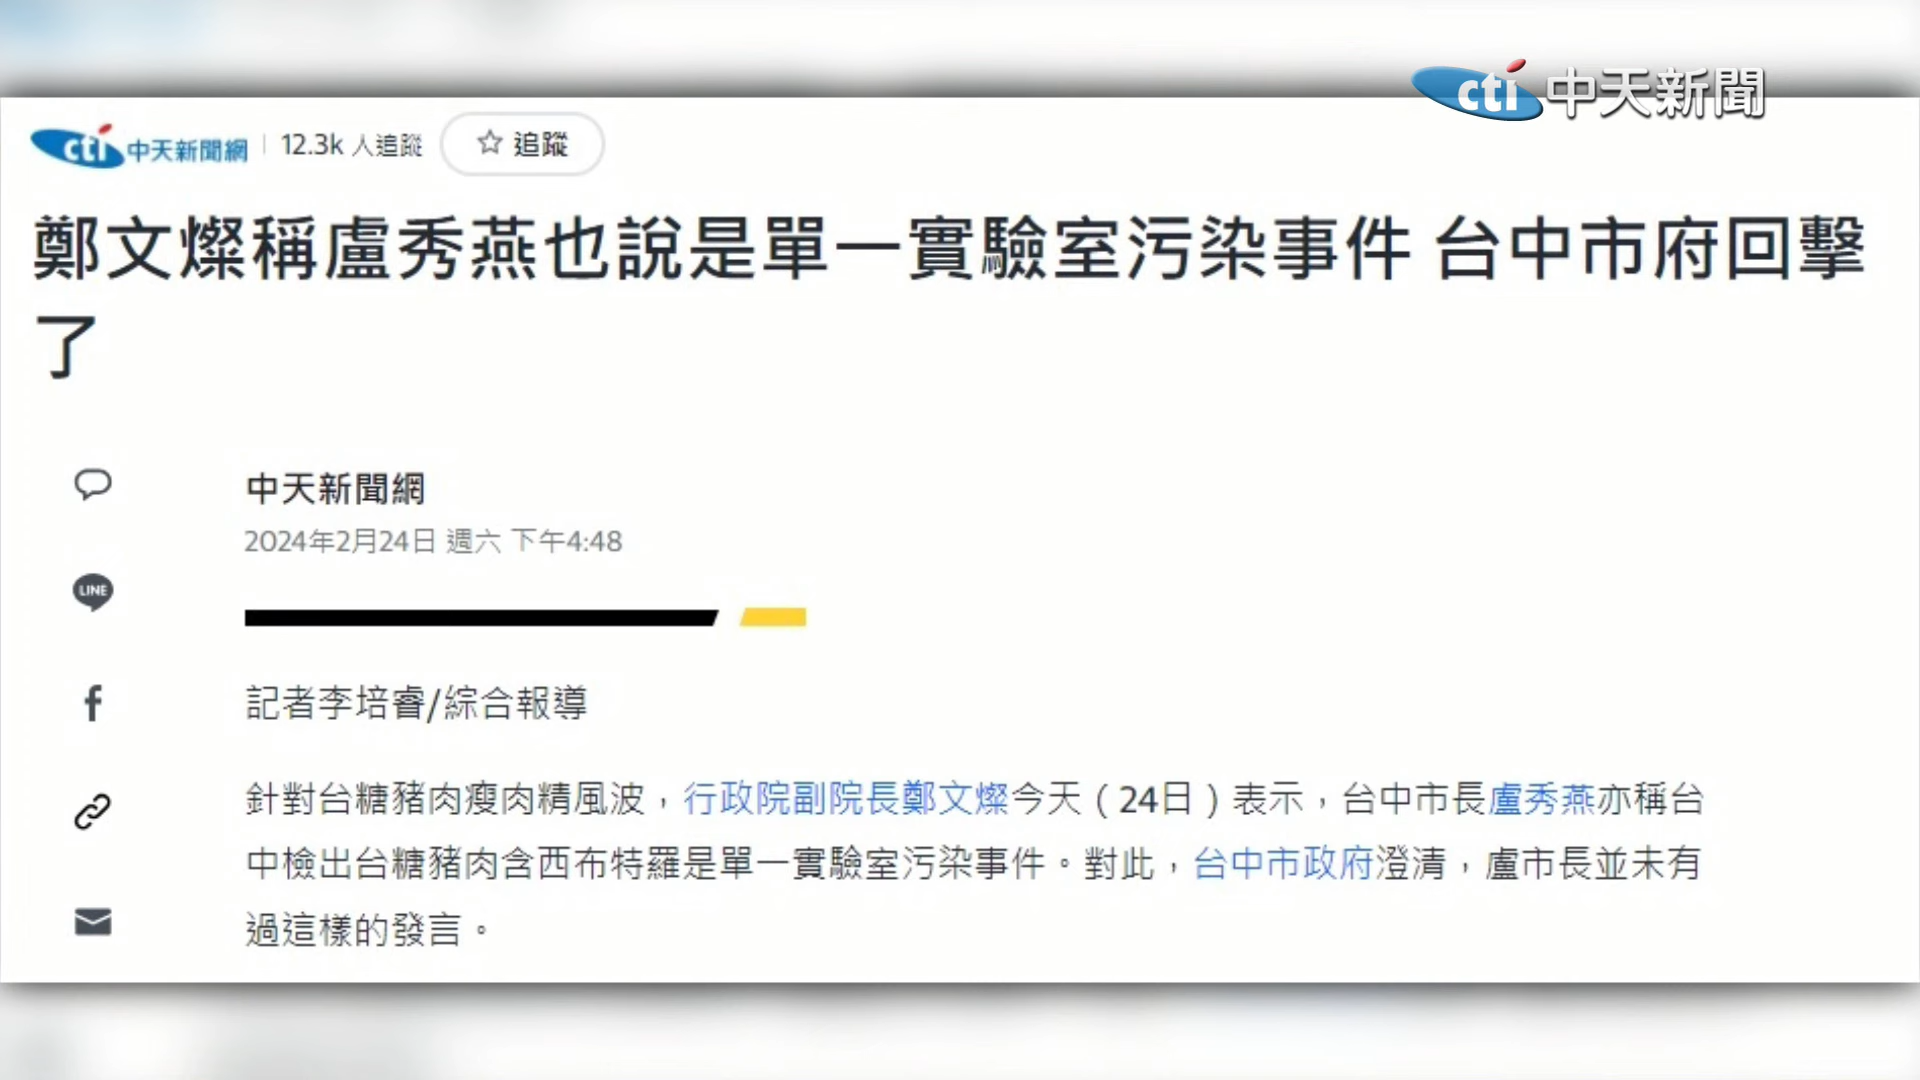 cti 中天新聞
cti 中天新聞網 12.3k 人追蹤 追蹤
鄭文燦稱盧秀燕也說是單一實驗室污染事件 台中市府回擊
了
中天新聞網
2024年2月24日 週六 下午4:48
LINE
記者李培睿/綜合報導
針對台糖豬肉瘦肉精風波，行政院副院長鄭文燦今天（24日）表示，台中市長盧秀燕亦稱台
中檢出台糖豬肉含西布特羅是單一實驗室污染事件。對此，台中市政府澄清，盧市長並未有
過這樣的發言。